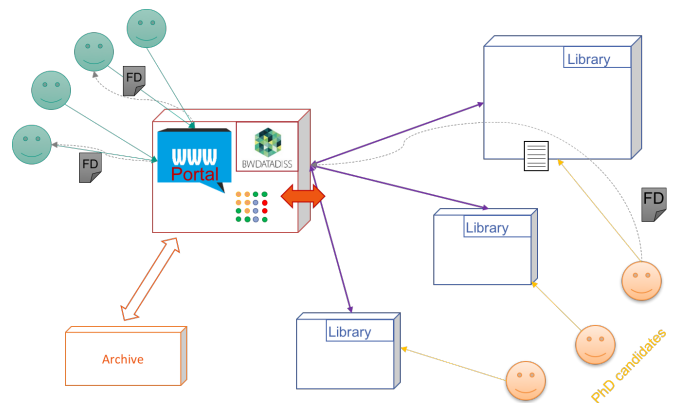 FD
FD
www
Portal
BWDATADISS
Library
Library
Library
FD
Archive
PhD candidates